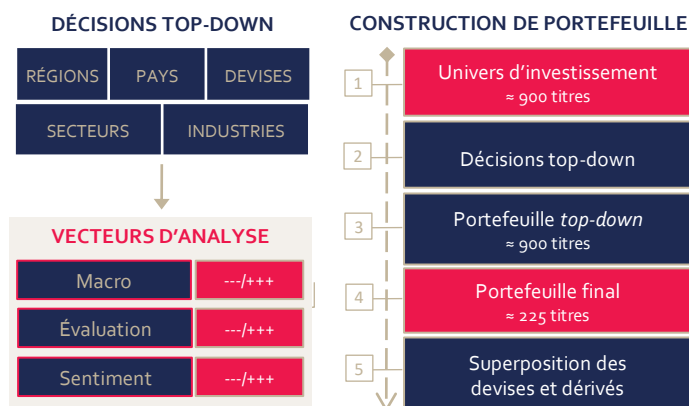 DÉCISIONS TOP-DOWN
RÉGIONS
PAYS
DEVISES
SECTEURS
INDUSTRIES
VECTEURS D'ANALYSE
Macro
---/+++
Évaluation
---/+++
Sentiment
---/+++
CONSTRUCTION DE PORTEFEUILLE
1
Univers d'investissement
≈ 900 titres
2
Décisions top-down
3
Portefeuille top-down
≈ 900 titres
4
Portefeuille final
≈ 225 titres
5
Superposition des
devises et dérivés